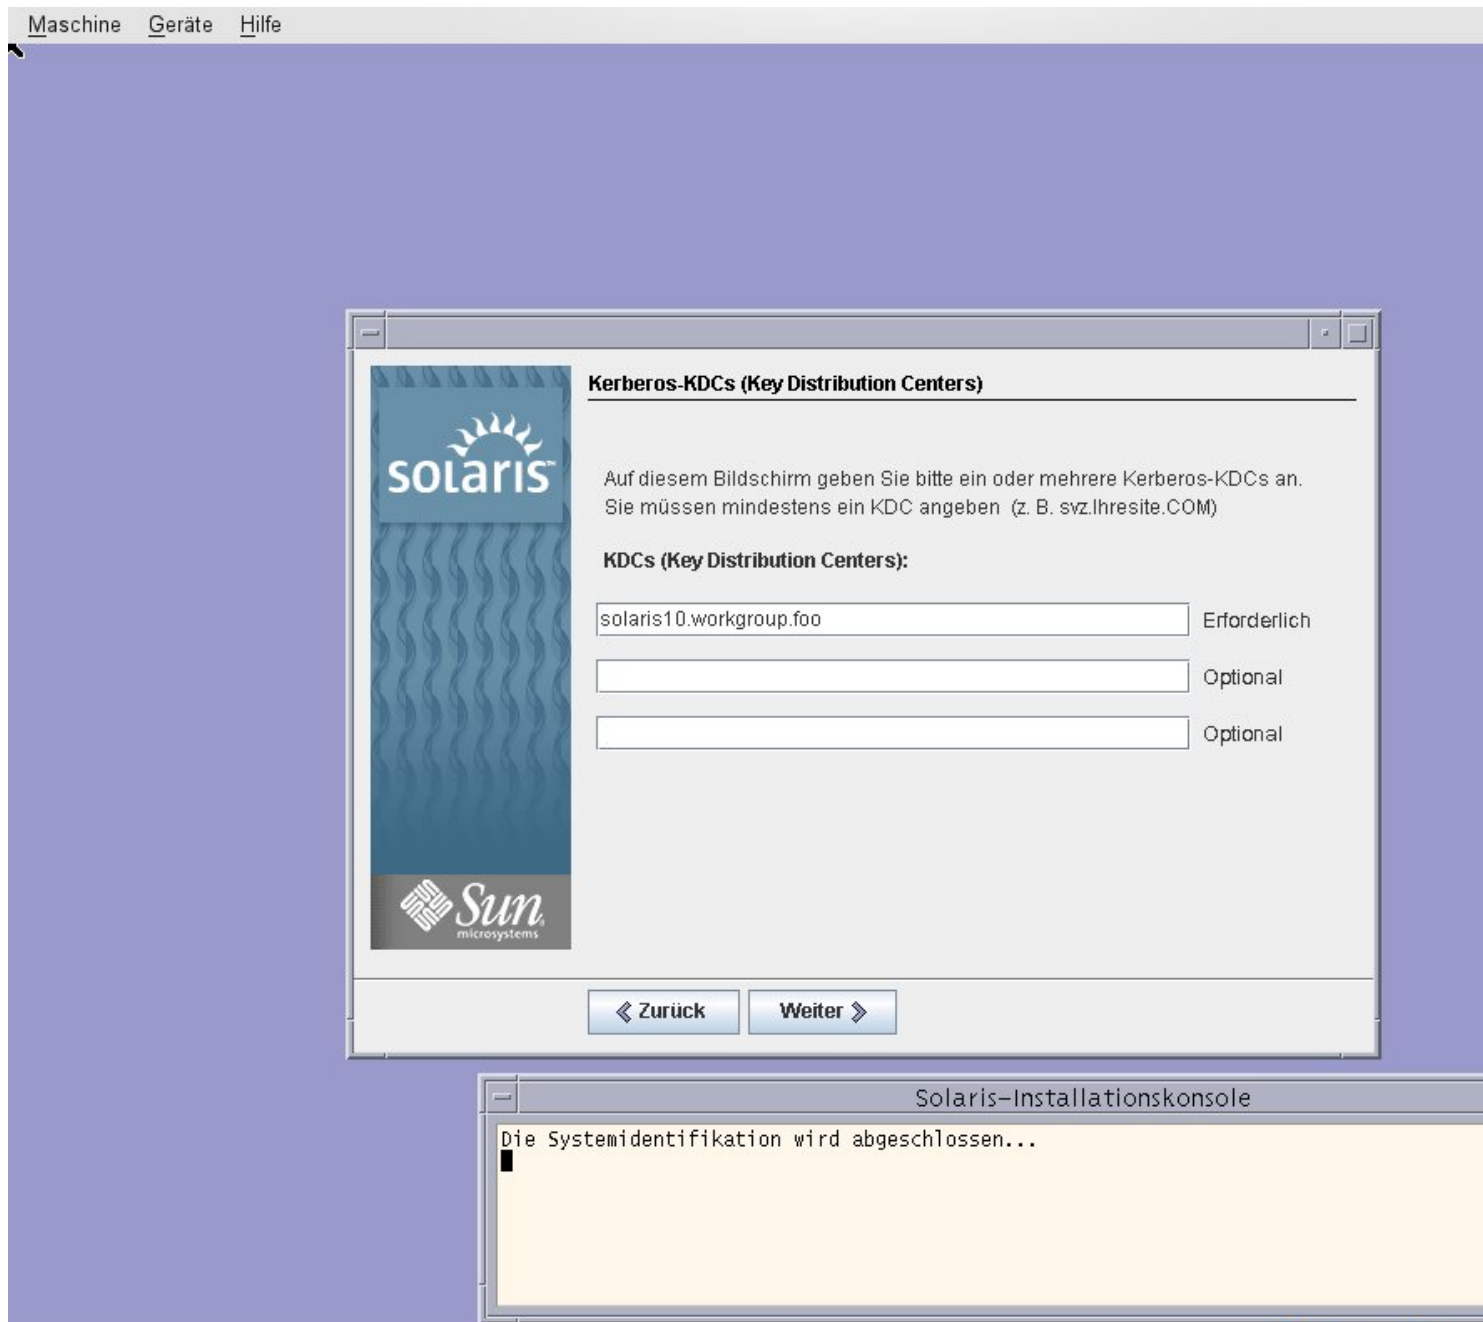 Maschine Geräte Hilfe
Kerberos-KDCs (Key Distribution Centers)
solaris™
Auf diesem Bildschirm geben Sie bitte ein oder mehrere Kerberos-KDCs an.
Sie müssen mindestens ein KDC angeben (z. B. svz.Ihresite.COM)
KDCs (Key Distribution Centers):
solaris10.workgroup.foo Erforderlich
Optional
Optional
Sun
microsystems
Zurück Weiter
Solaris-Installationskonsole
Die Systemidentifikation wird abgeschlossen...